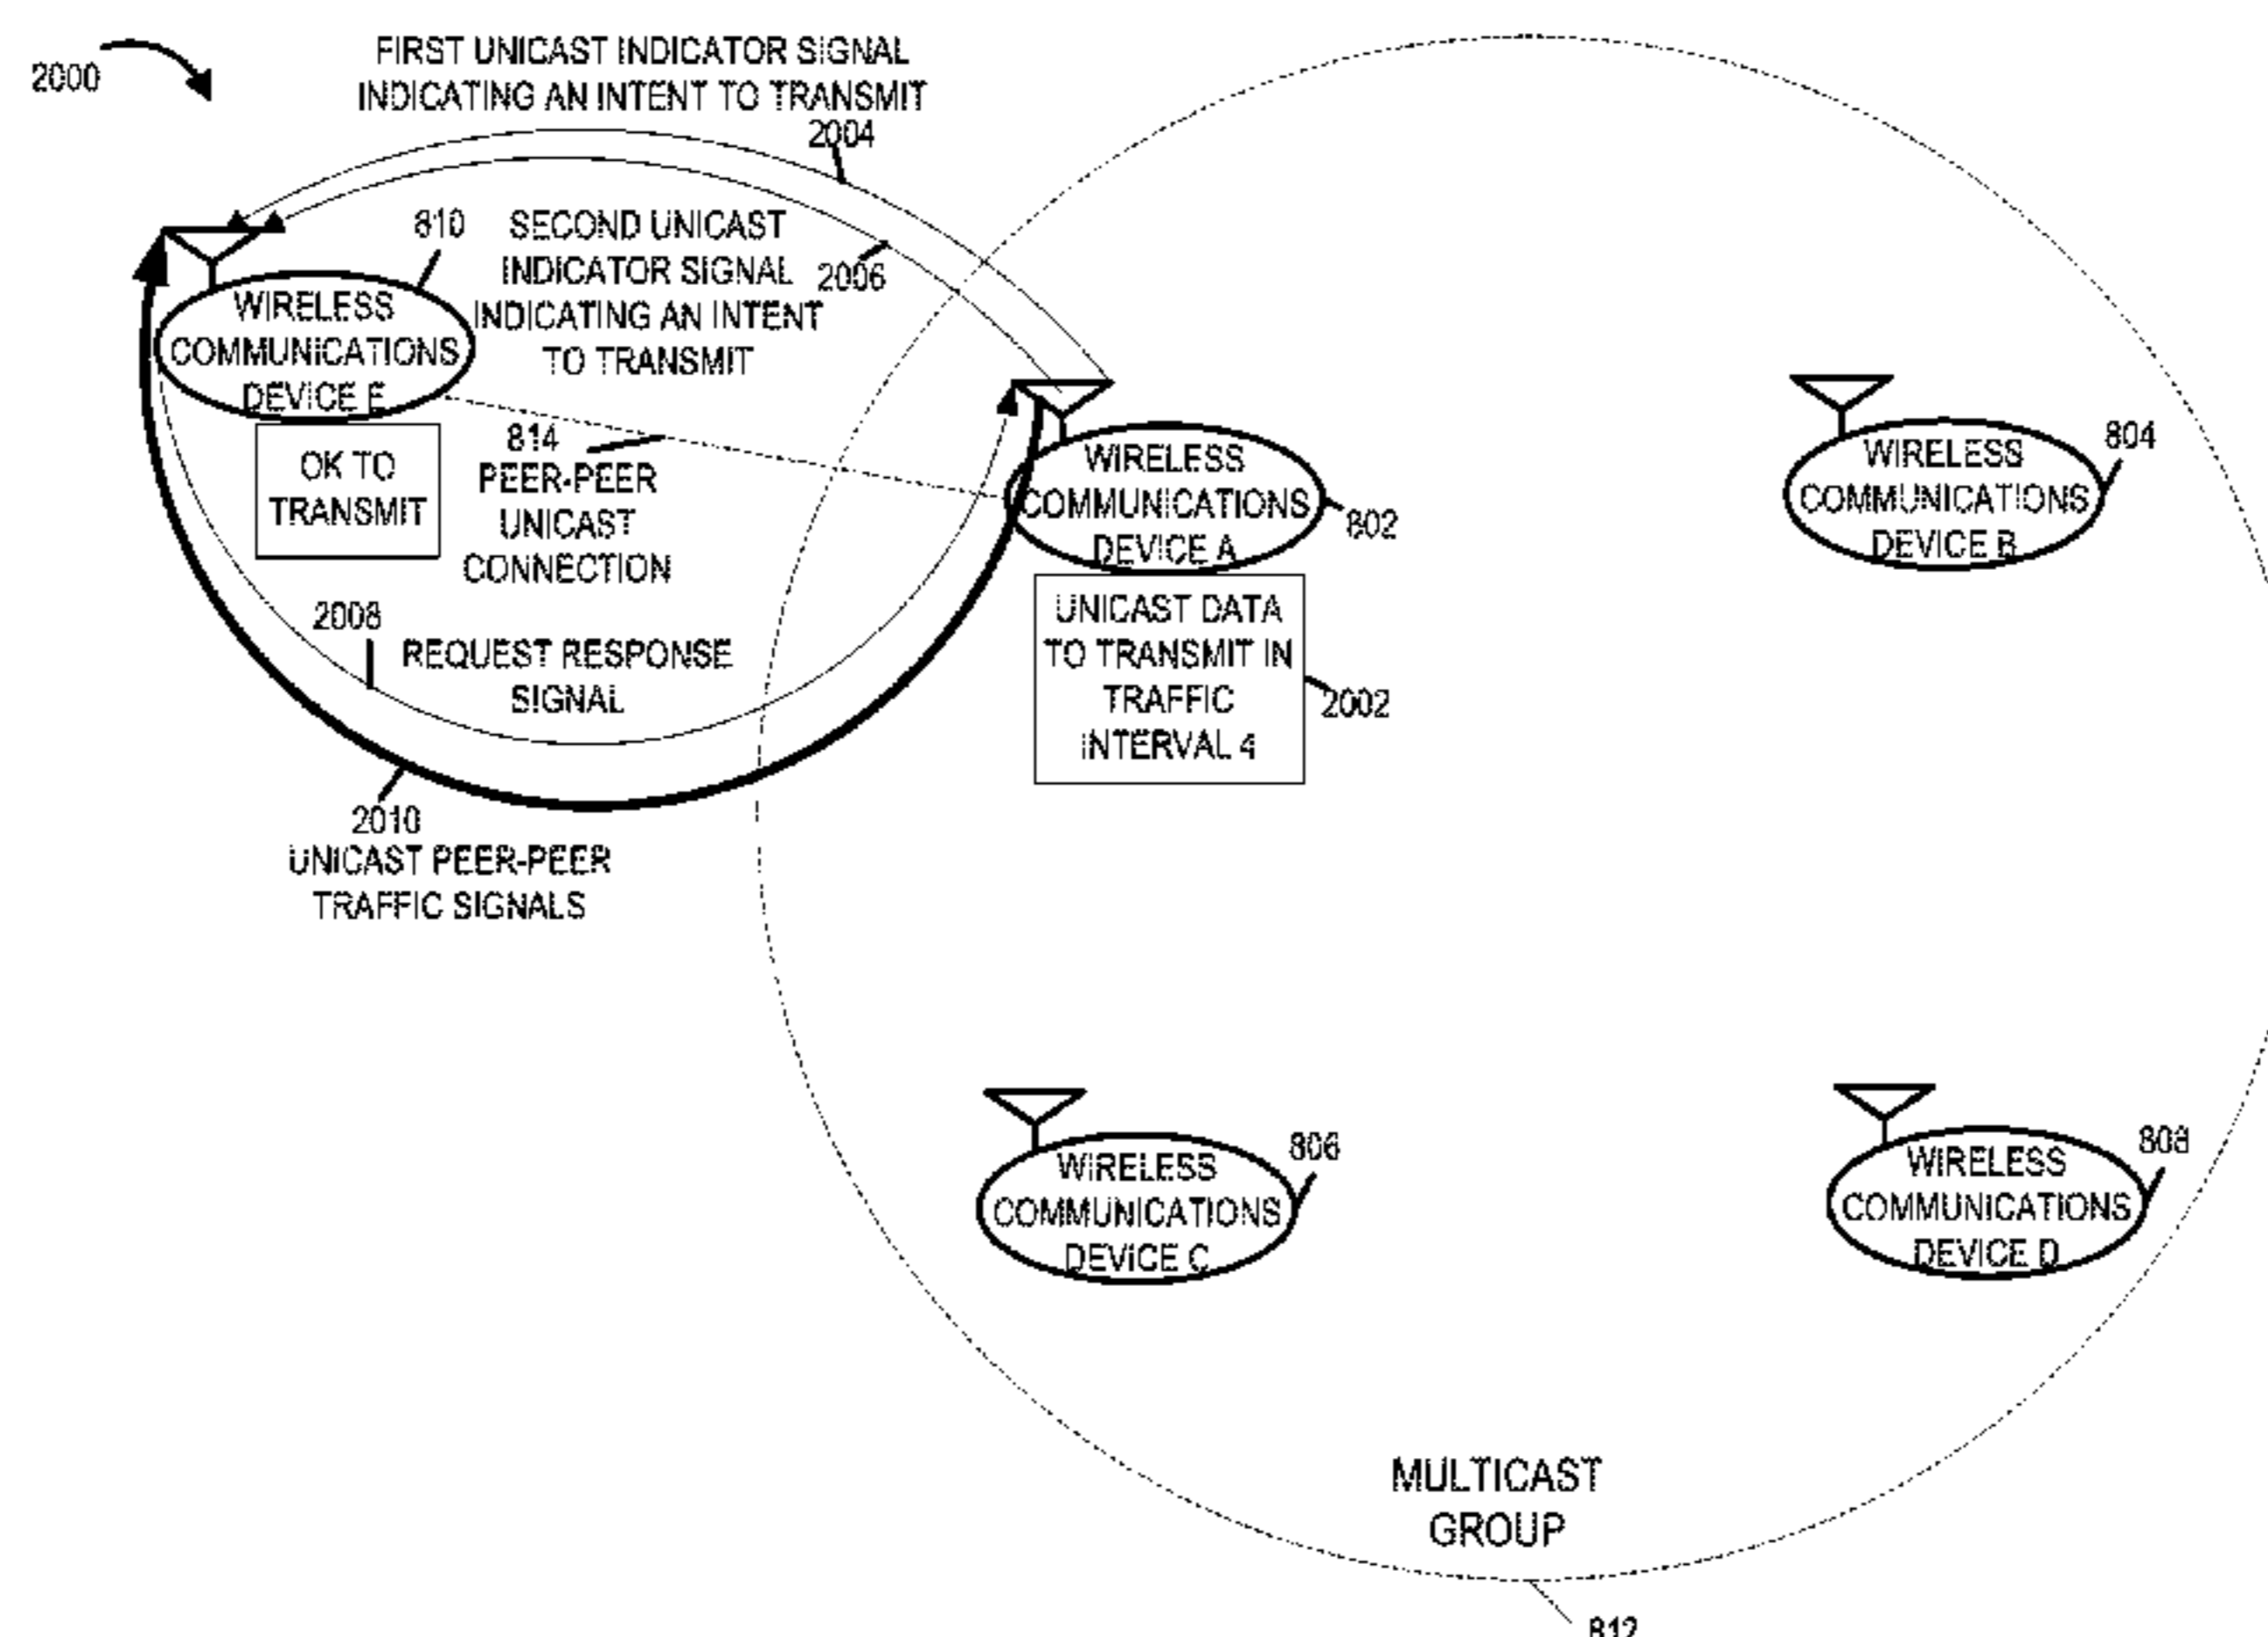 2000
FIRST UNICAST INDICATOR SIGNAL
INDICATING AN INTENT TO TRANSMIT
2004
810
SECOND UNICAST
INDICATOR SIGNAL
INDICATING AN INTENT
TO TRANSMIT
2006
WIRELESS
COMMUNICATIONS
DEVICE E
OK TO
TRANSMIT
814
PEER-PEER
UNICAST
CONNECTION
WIRELESS
COMMUNICATIONS
DEVICE A
802
WIRELESS
COMMUNICATIONS
DEVICE B
804
UNICAST DATA
TO TRANSMIT IN
TRAFFIC
INTERVAL 4
2002
2008
REQUEST RESPONSE
SIGNAL
2010
UNICAST PEER-PEER
TRAFFIC SIGNALS
806
WIRELESS
COMMUNICATIONS
DEVICE C
808
WIRELESS
COMMUNICATIONS
DEVICE D
MULTICAST
GROUP
812